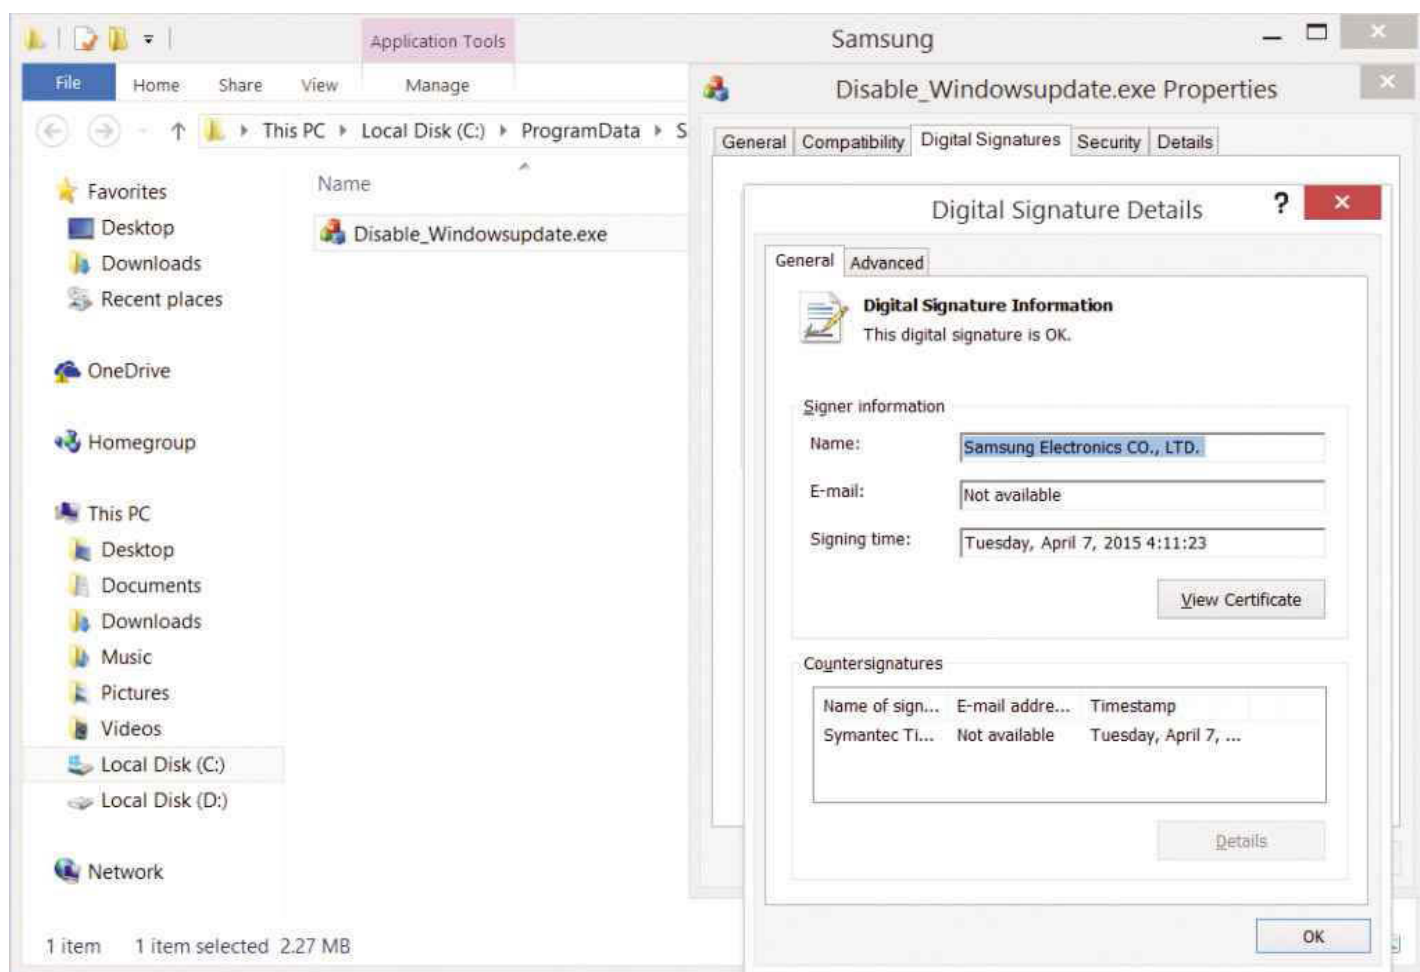 Application Tools
Samsung
File
Home
Share
View
Manage
Disable_Windowsupdate.exe Properties
This PC
Local Disk (C:)
ProgramData
S
General
Compatibility
Digital Signatures
Security
Details
Favorites
Desktop
Downloads
Recent places
OneDrive
Homegroup
This PC
Desktop
Documents
Downloads
Music
Pictures
Videos
Local Disk (C:)
Local Disk (D:)
Network
Name
Disable_Windowsupdate.exe
Digital Signature Details
?
General
Advanced
Digital Signature Information
This digital signature is OK.
Signer information
Name:
Samsung Electronics CO., LTD.
E-mail:
Not available
Signing time:
Tuesday, April 7, 2015 4:11:23
View Certificate
Countersignatures
Name of sign... E-mail addre... Timestamp
Symantec Ti... Not available Tuesday, April 7, ...
Details
OK
1 item 1 item selected 2.27 MB